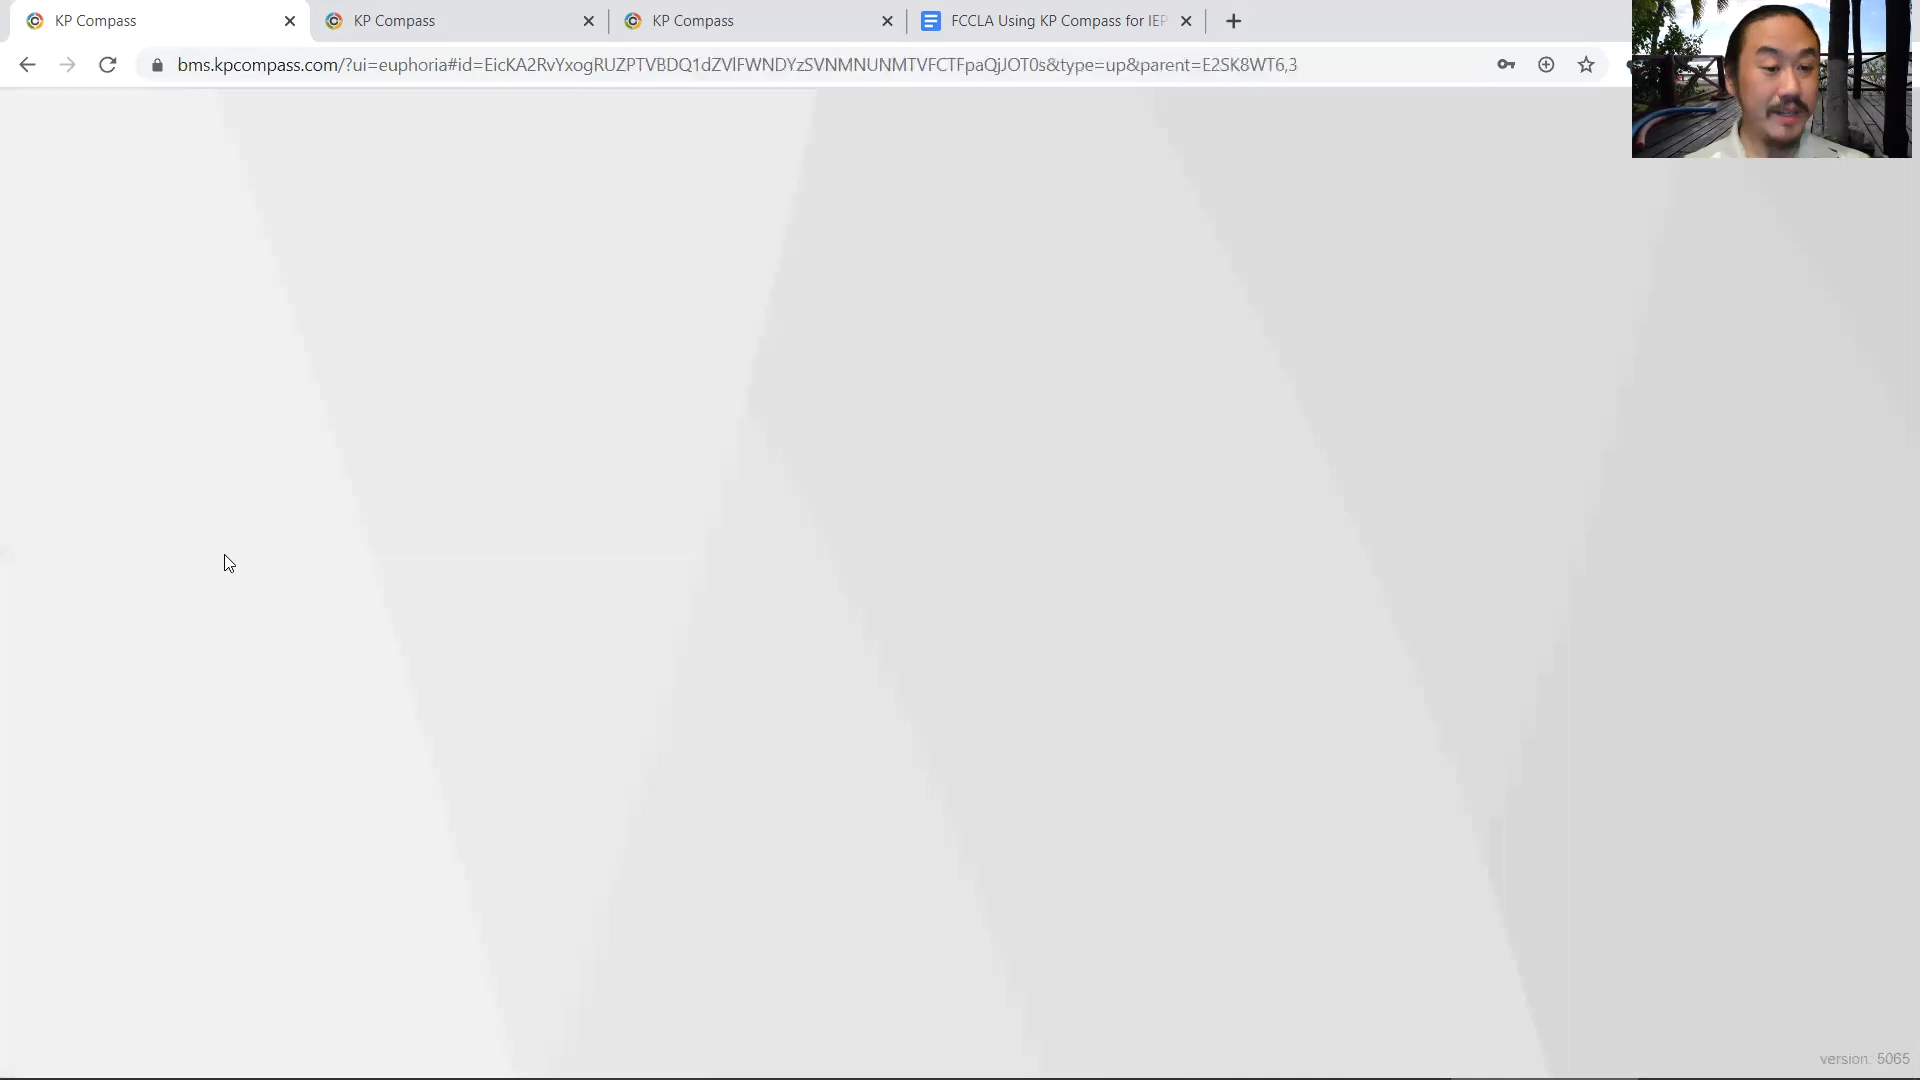 KP Compass
KP Compass
KP Compass
FCCLA Using KP Compass for IEP
bms.kpcompass.com/?ui=euphoria#id=EicKA2RvYxogRUZPTVBDQ1dZVlFWNDYzSVNMNUNMTVFCTFpaQjJOT0s&type=up&parent=E2SK8WT6,3
version: 5065